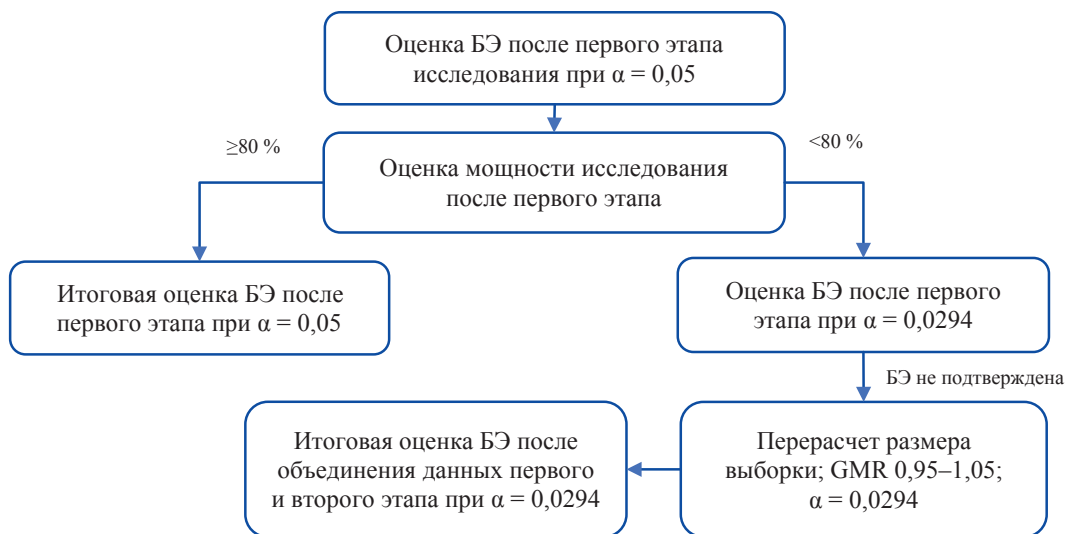 Оценка БЭ после первого этапа
исследования при α = 0,05
≥80 %
<80 %
Оценка мощности исследования
после первого этапа
Итоговая оценка БЭ после
первого этапа при α = 0,05
Оценка БЭ после первого
этапа при α = 0,0294
БЭ не подтверждена
Итоговая оценка БЭ после
объединения данных первого
и второго этапа при α = 0,0294
Перерасчет размера
выборки; GMR 0,95–1,05;
α = 0,0294